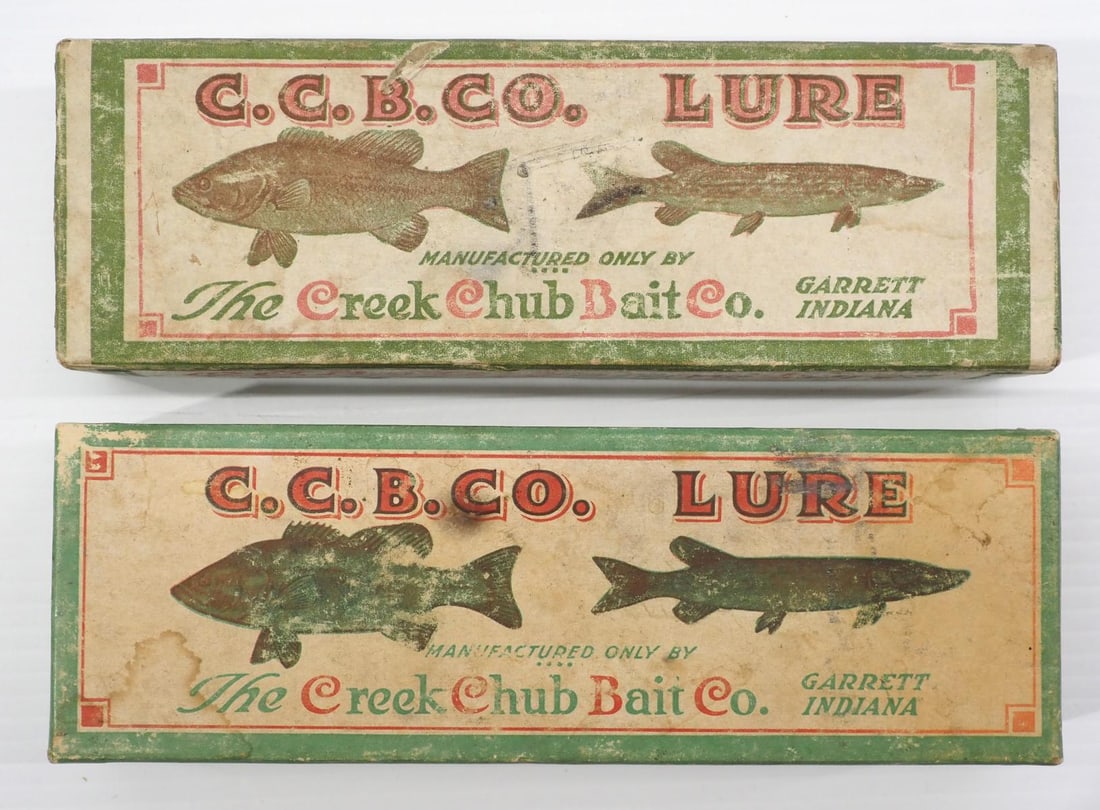 C.C.B.CO. LURE
MANUFACTURED ONLY BY
The Creek Chub Bait Co. GARRETT
INDIANA
C.C.B.CO. LURE
MANUFACTURED ONLY BY
The Creek Chub Bait Co. GARRETT
INDIANA